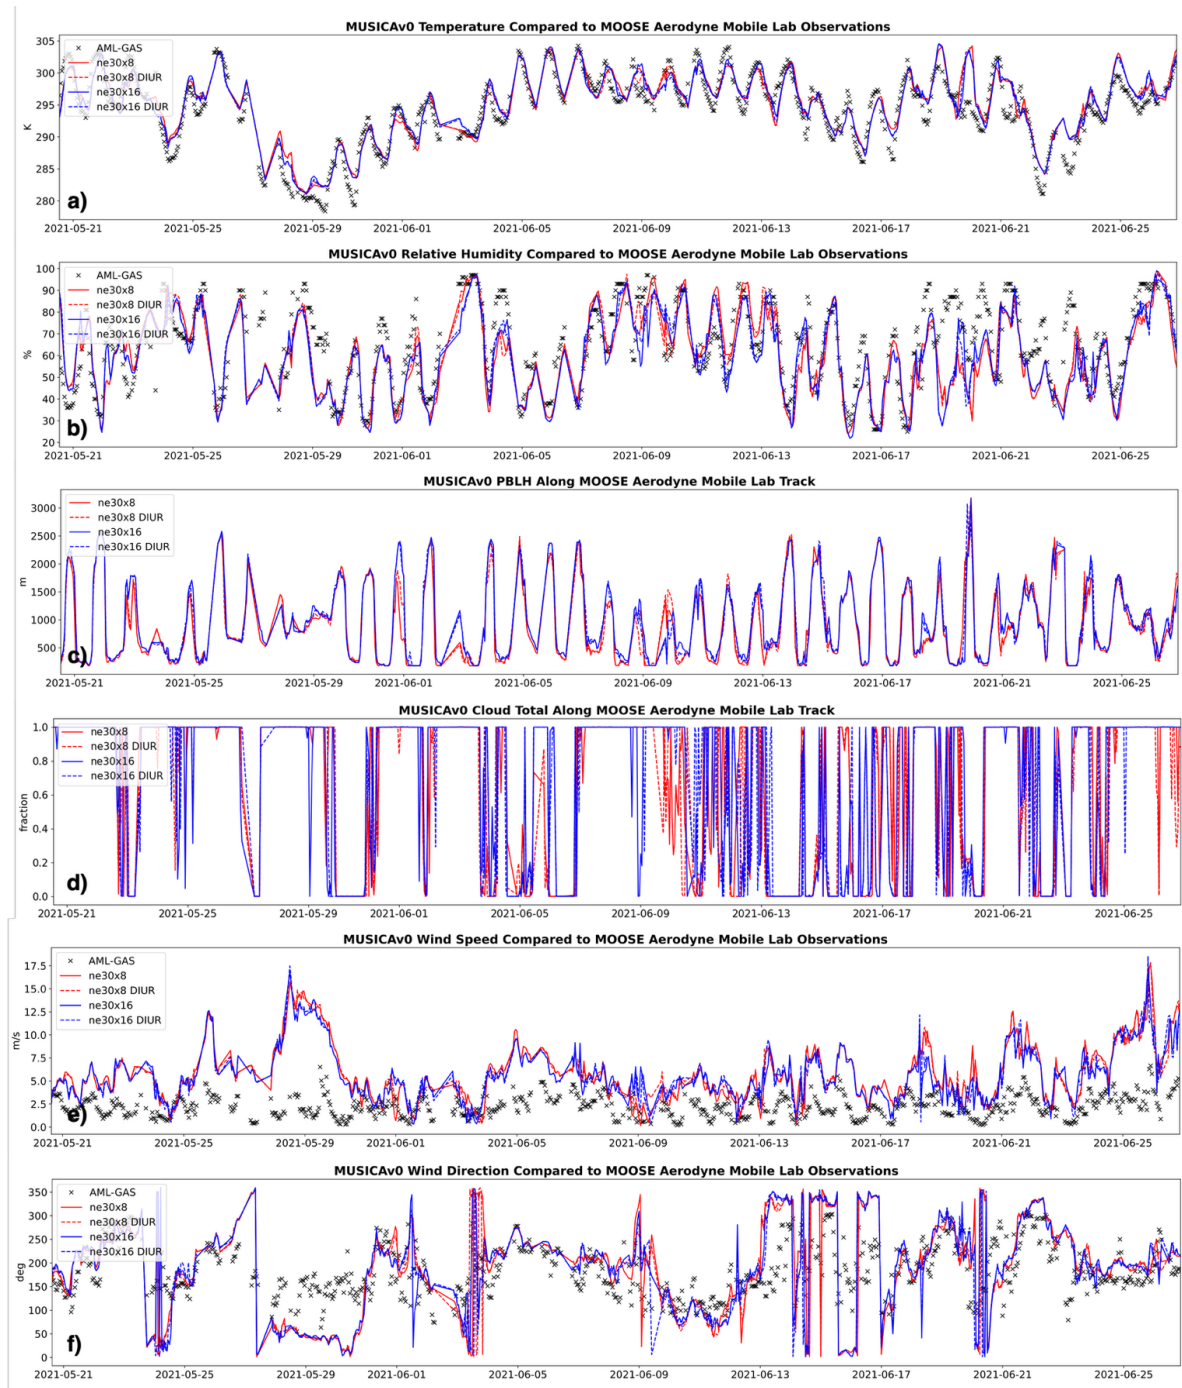 MUSICAv0 Temperature Compared to MOOSE Aerodyne Mobile Lab Observations
305
300
295
290
285
280
K
AML-GAS
ne30x8
ne30x8 DIUR
ne30x16
ne30x16 DIUR
a)
2021-05-21 2021-05-25 2021-05-29 2021-06-01 2021-06-05 2021-06-09 2021-06-13 2021-06-17 2021-06-21 2021-06-25
MUSICAv0 Relative Humidity Compared to MOOSE Aerodyne Mobile Lab Observations
100
90
80
70
60
50
40
30
20
%
AML-GAS
ne30x8
ne30x8 DIUR
ne30x16
ne30x16 DIUR
b)
2021-05-21 2021-05-25 2021-05-29 2021-06-01 2021-06-05 2021-06-09 2021-06-13 2021-06-17 2021-06-21 2021-06-25
MUSICAv0 PBLH Along MOOSE Aerodyne Mobile Lab Track
3000
2500
2000
1500
1000
500
m
ne30x8
ne30x8 DIUR
ne30x16
ne30x16 DIUR
c)
2021-05-21 2021-05-25 2021-05-29 2021-06-01 2021-06-05 2021-06-09 2021-06-13 2021-06-17 2021-06-21 2021-06-25
MUSICAv0 Cloud Total Along MOOSE Aerodyne Mobile Lab Track
1.0
0.8
0.6
0.4
0.2
0.0
fraction
ne30x8
ne30x8 DIUR
ne30x16
ne30x16 DIUR
d)
2021-05-21 2021-05-25 2021-05-29 2021-06-01 2021-06-05 2021-06-09 2021-06-13 2021-06-17 2021-06-21 2021-06-25
MUSICAv0 Wind Speed Compared to MOOSE Aerodyne Mobile Lab Observations
17.5
15.0
12.5
10.0
7.5
5.0
2.5
0.0
m/s
AML-GAS
ne30x8
ne30x8 DIUR
ne30x16
ne30x16 DIUR
e)
2021-05-21 2021-05-25 2021-05-29 2021-06-01 2021-06-05 2021-06-09 2021-06-13 2021-06-17 2021-06-21 2021-06-25
MUSICAv0 Wind Direction Compared to MOOSE Aerodyne Mobile Lab Observations
350
300
250
200
150
100
50
0
deg
AML-GAS
ne30x8
ne30x8 DIUR
ne30x16
ne30x16 DIUR
f)
2021-05-21 2021-05-25 2021-05-29 2021-06-01 2021-06-05 2021-06-09 2021-06-13 2021-06-17 2021-06-21 2021-06-25